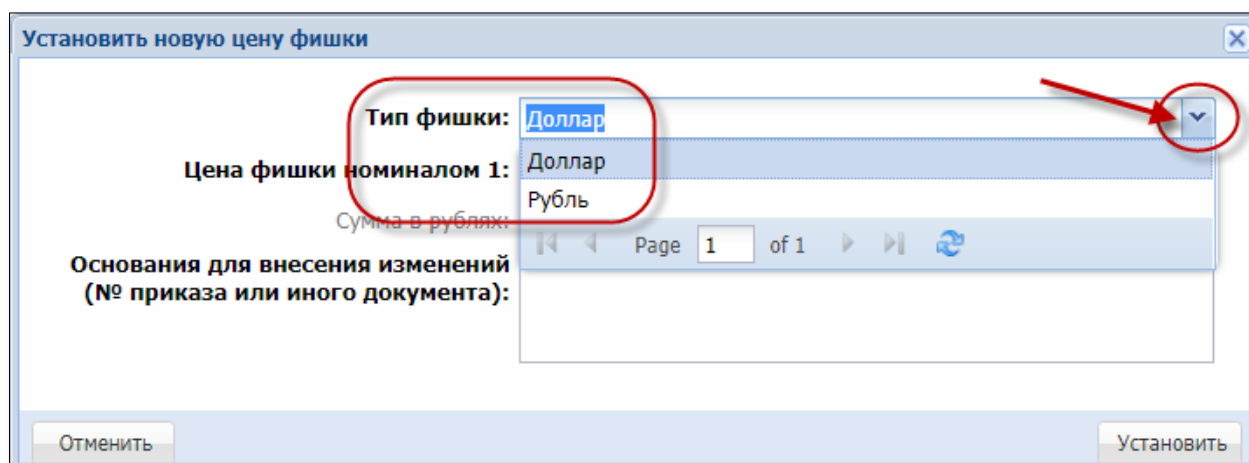 Установить новую цену фишки
Тип фишки: Доллар
Доллар
Цена фишки номиналом 1:
Рубль
Сумма в рублях:
Page 1 of 1
Основания для внесения изменений
(№ приказа или иного документа):
Отменить Установить